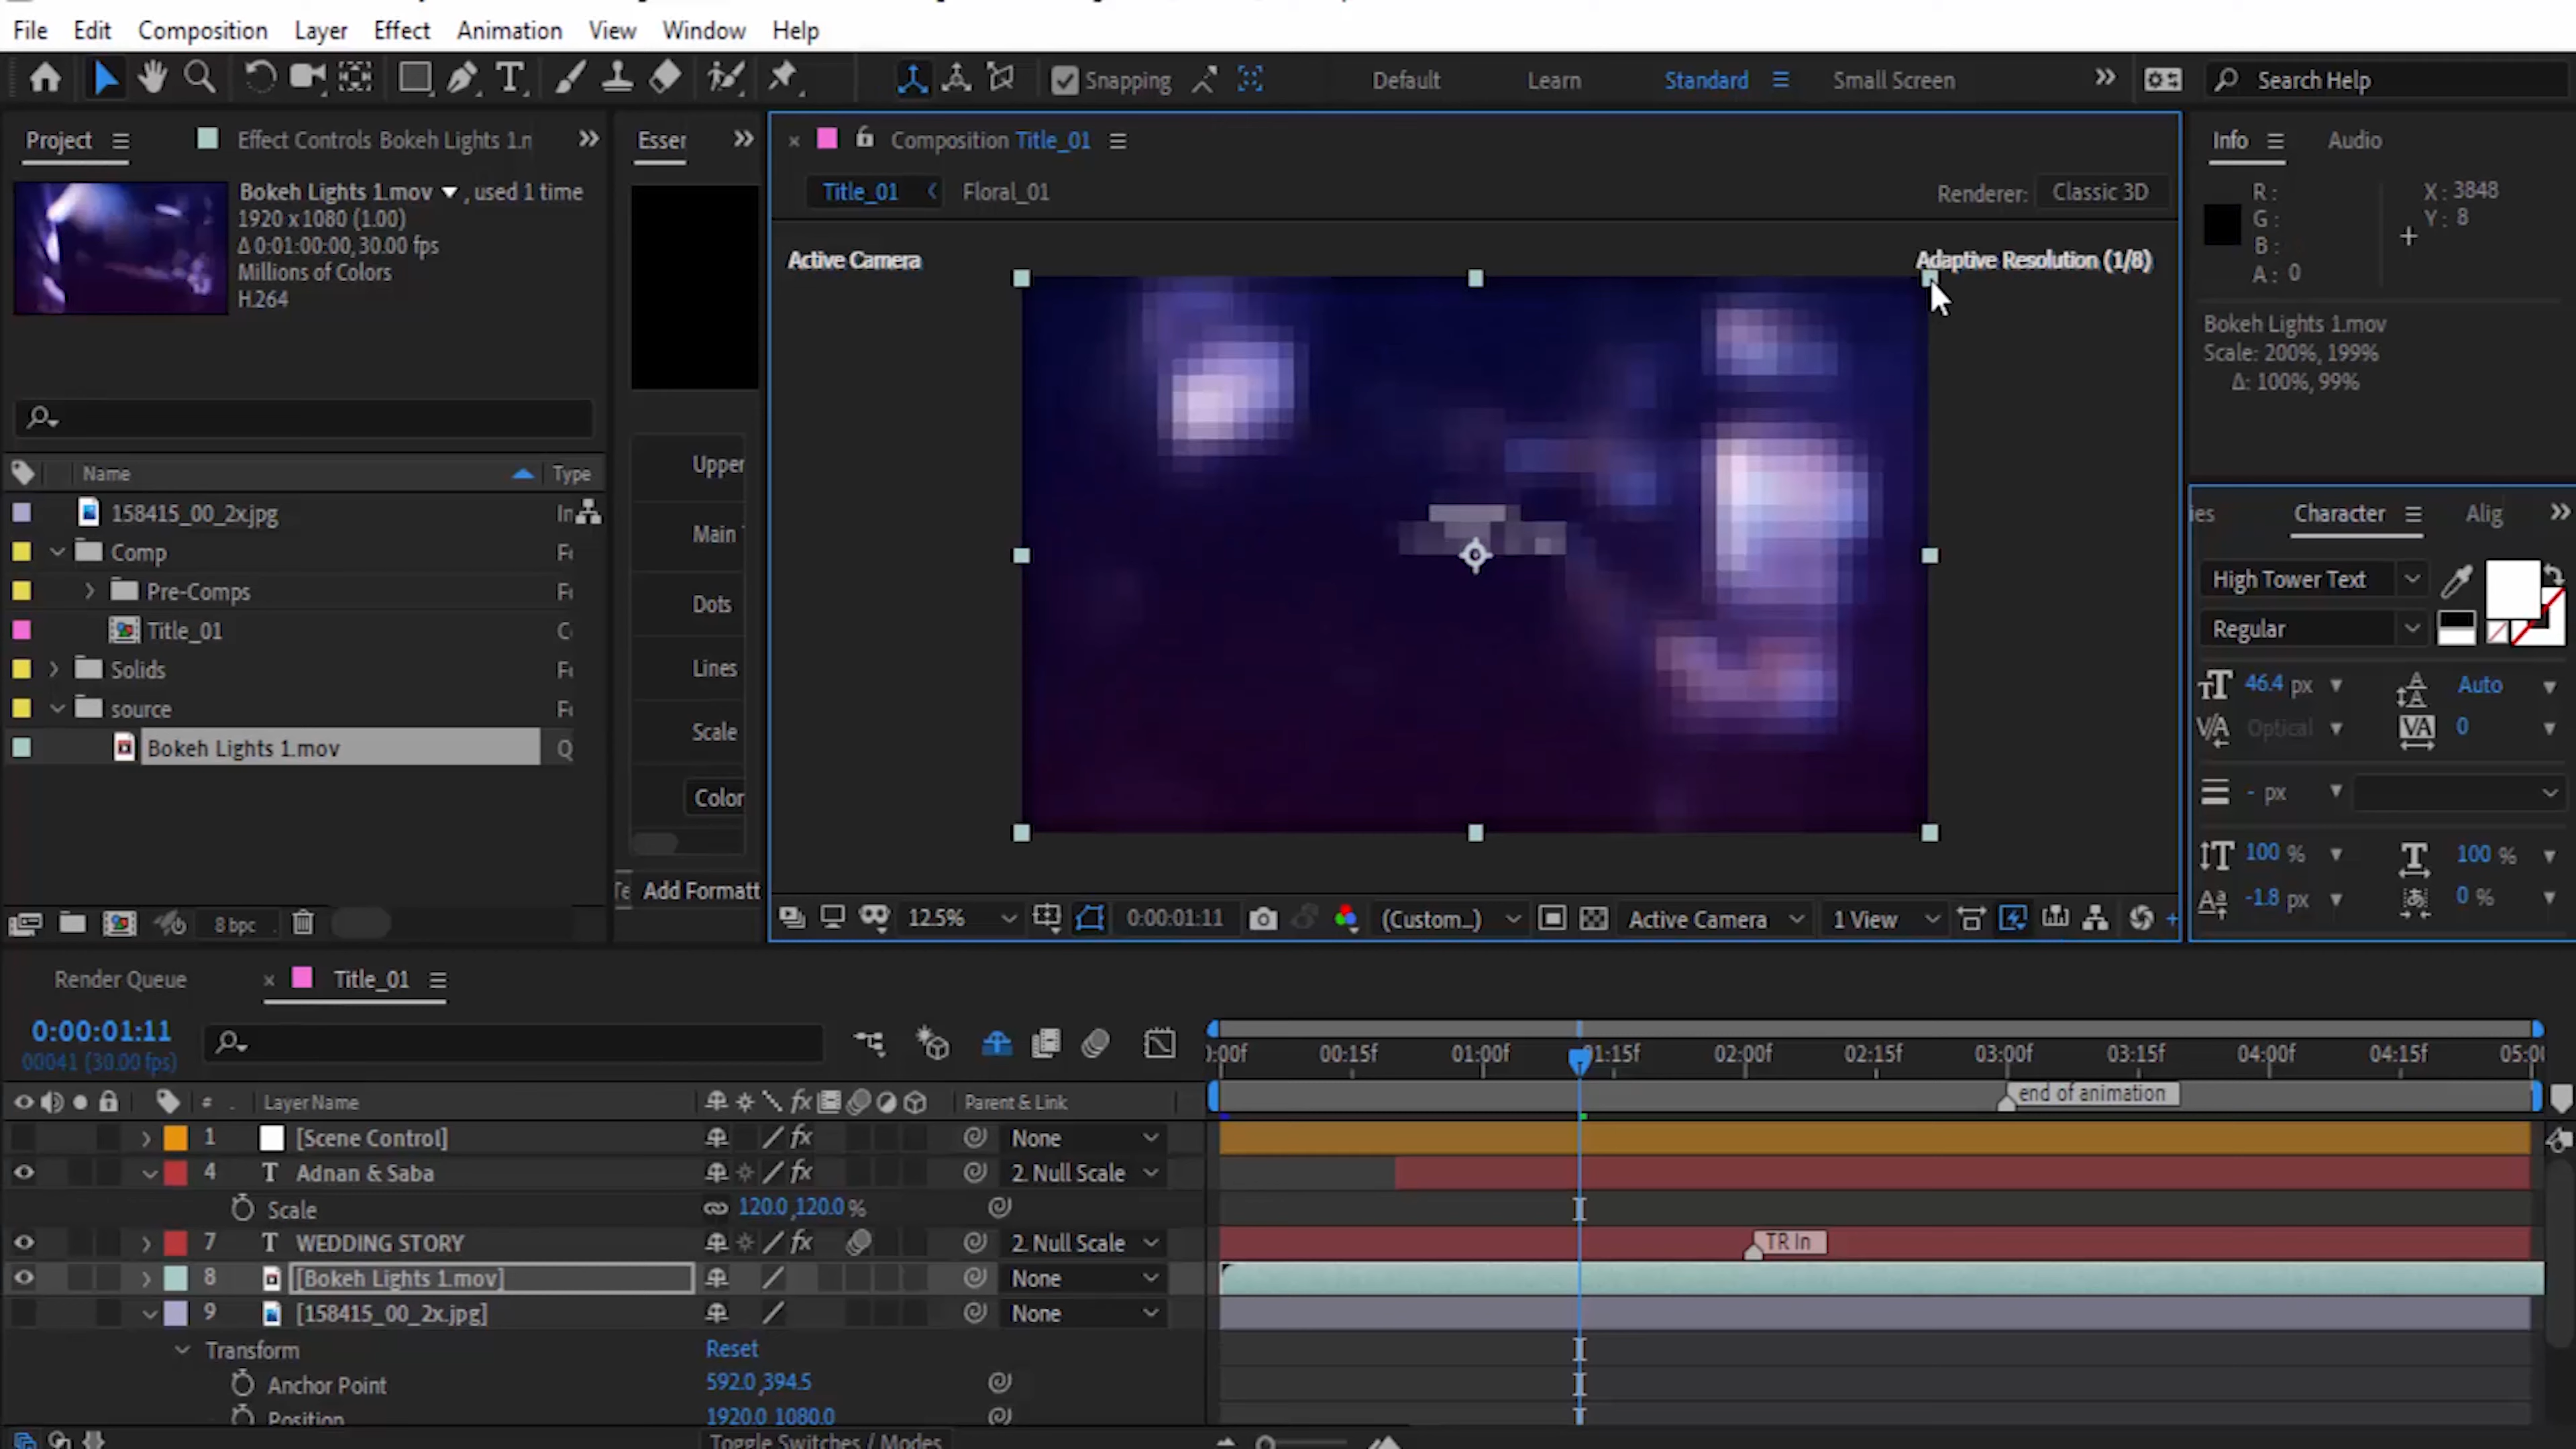 File Edit Composition Layer Effect Animation View Window Help
Snapping Default Learn Standard Small Screen Search Help
Project Effect Controls Bokeh Lights 1.m
Bokeh Lights 1.mov , used 1 time
1920 x 1080 (1.00)
Δ 0:01:00:00, 30.00 fps
Millions of Colors
H.264
Name Type
158415_00_2x.jpg In
Comp
Pre-Comps
Title_01 C
Solids
source
Bokeh Lights 1.mov Q
8 bpc
Esser
Upper
Main
Dots
Lines
Scale
Color
Add Formatt
Composition Title_01
Title_01 Floral_01 Renderer: Classic 3D
Active Camera Adaptive Resolution (1/8)
12.5% 0:00:01:11 (Custom...) Active Camera 1 View
Info Audio
R : X : 3848
G : Y : 8
B :
A : 0
Bokeh Lights 1.mov
Scale: 200%, 199%
Δ: 100%, 99%
ies Character Alig
High Tower Text
Regular
46.4 px Auto
Optical 0
- px
100 % 100 %
-1.8 px 0 %
Render Queue Title_01
0:00:01:11
00041 (30.00 fps)
:00f 00:15f 01:00f 01:15f 02:00f 02:15f 03:00f 03:15f 04:00f 04:15f 05:00
# . Layer Name fx Parent & Link end of animation
1 [Scene Control] fx None
4 T Adnan & Saba fx 2. Null Scale
Scale 120.0,120.0 %
7 T WEDDING STORY fx 2. Null Scale TR In
8 [Bokeh Lights 1.mov] None
9 [158415_00_2x.jpg] None
Transform Reset
Anchor Point 592.0,394.5
Position 1920.0,1080.0
Toggle Switches / Modes